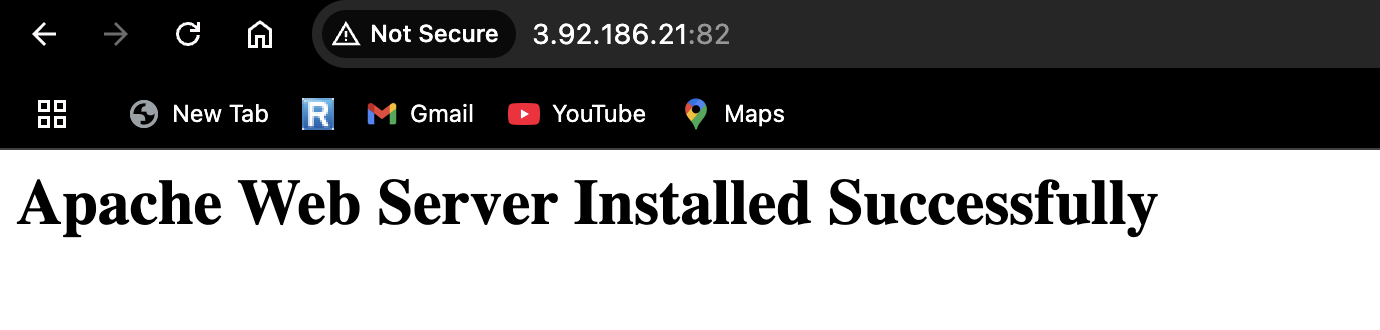 Not Secure 3.92.186.21:82
New Tab R Gmail YouTube Maps
Apache Web Server Installed Successfully